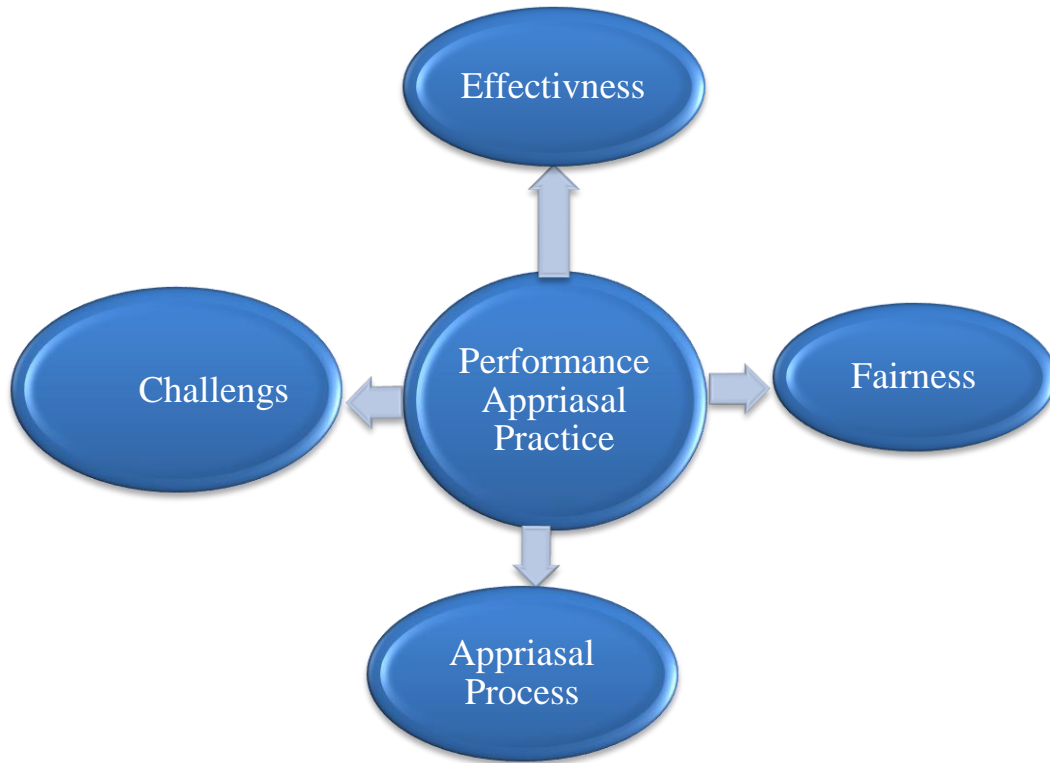 Effectivness
Challengs
Performance
Appriasal
Practice
Fairness
Appriasal
Process